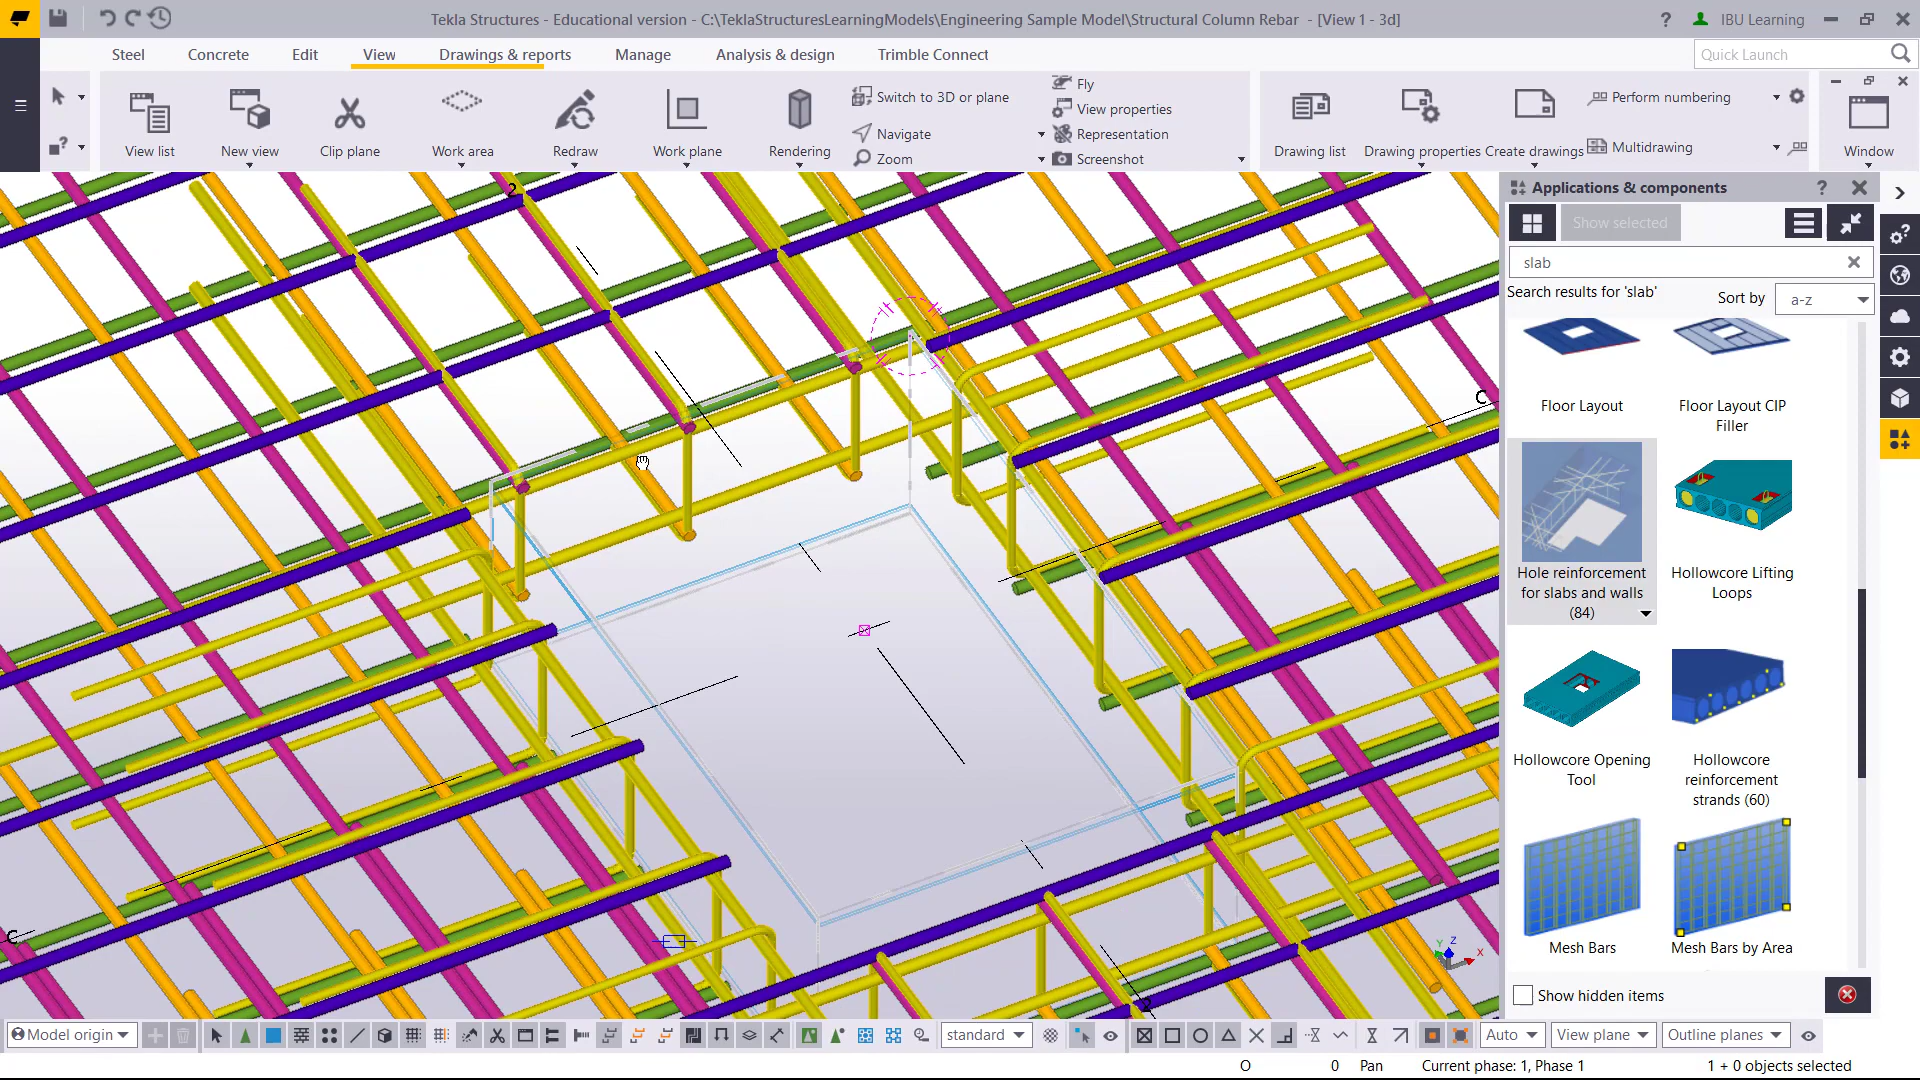 Tekla Structures - Educational version - C:\TeklaStructuresLearningModels\Engineering Sample Model\Structural Column Rebar - [View 1 - 3d]
? IBU Learning
Steel Concrete Edit View Drawings & reports Manage Analysis & design Trimble Connect
Quick Launch
View list
New view
Clip plane
Work area
Redraw
Work plane
Rendering
Switch to 3D or plane
Navigate
Zoom
Fly
View properties
Representation
Screenshot
Drawing list
Drawing properties
Create drawings
Perform numbering
Multidrawing
Window
Applications & components ?
Show selected
slab
Search results for 'slab'
Sort by a-z
Floor Layout
Floor Layout CIP
Filler
Hole reinforcement
for slabs and walls
(84)
Hollowcore Lifting
Loops
Hollowcore Opening
Tool
Hollowcore
reinforcement
strands (60)
Mesh Bars
Mesh Bars by Area
Show hidden items
2
C
C
2
Y Z X
Model origin
standard
Auto
View plane
Outline planes
O 0 Pan Current phase: 1, Phase 1 1 + 0 objects selected